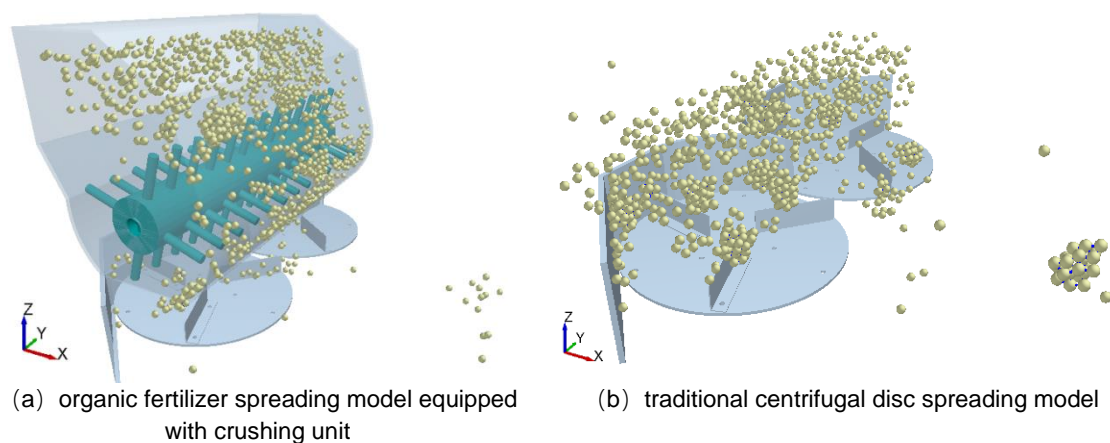 Z
Y
X
Z
Y
X
（a） organic fertilizer spreading model equipped
with crushing unit
（b） traditional centrifugal disc spreading model